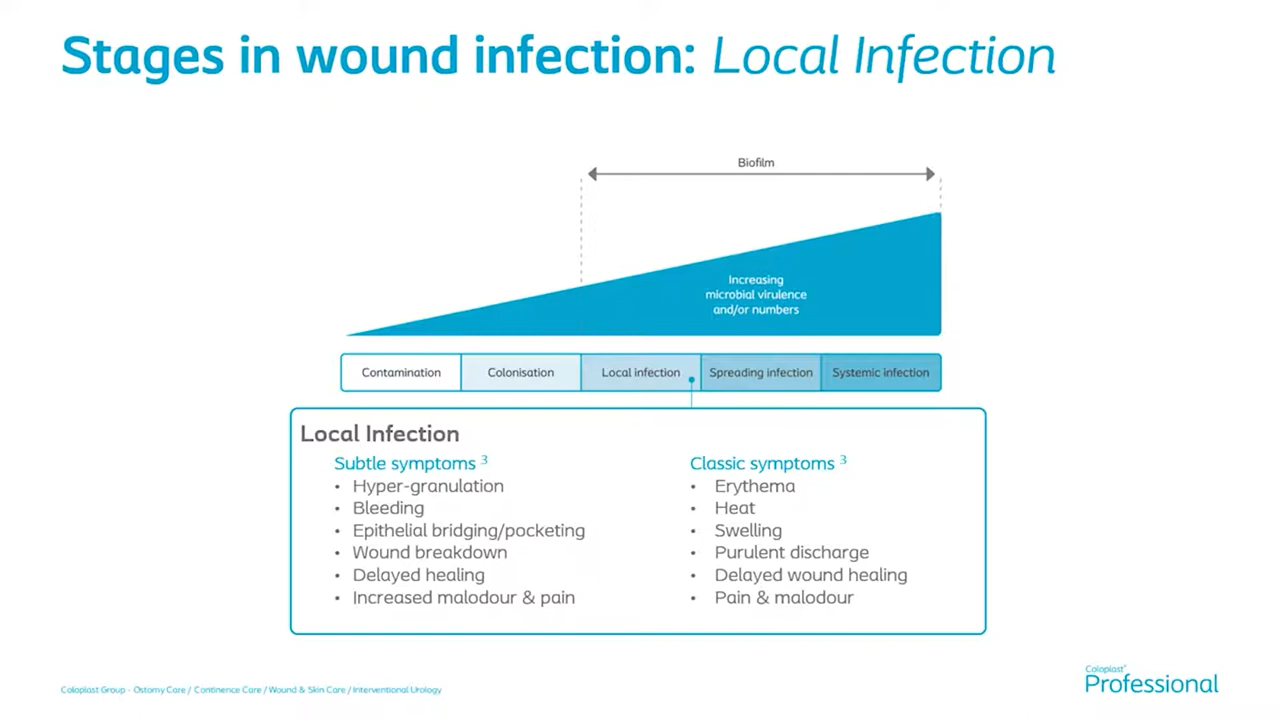 Stages in wound infection: Local Infection
Biofilm
Increasing
microbial virulence
and/or numbers
Contamination
Colonisation
Local infection
Spreading infection
Systemic infection
Local Infection
Subtle symptoms 3
• Hyper-granulation
• Bleeding
• Epithelial bridging/pocketing
• Wound breakdown
• Delayed healing
• Increased malodour & pain
Classic symptoms 3
• Erythema
• Heat
• Swelling
• Purulent discharge
• Delayed wound healing
• Pain & malodour
Coloplast Group - Ostomy Care / Continence Care / Wound & Skin Care / Interventional Urology
Coloplast®
Professional